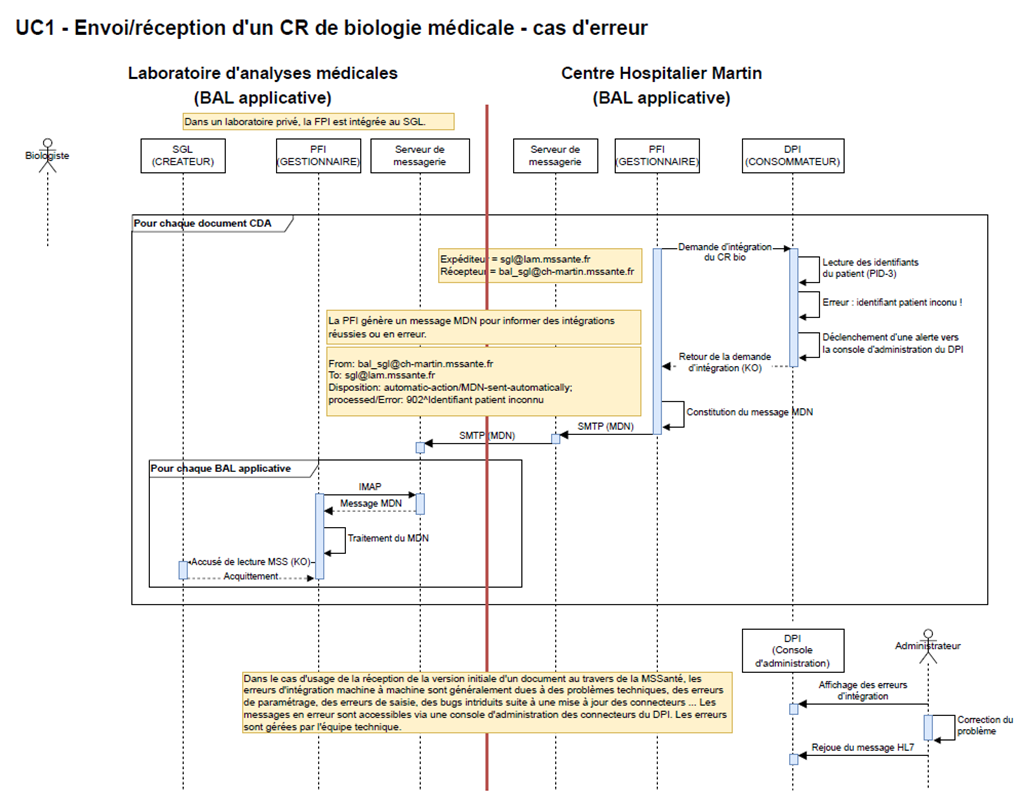 UC1 - Envoi/réception d'un CR de biologie médicale - cas d'erreur
Laboratoire d'analyses médicales
(BAL applicative)
Centre Hospitalier Martin
(BAL applicative)
Dans un laboratoire privé, la FPI est intégrée au SGL.
Biologiste
SGL
(CREATEUR)
PFI
(GESTIONNAIRE)
Serveur de
messagerie
Serveur de
messagerie
PFI
(GESTIONNAIRE)
DPI
(CONSOMMATEUR)
Pour chaque document CDA
Expéditeur = sgl@lam.mssante.fr
Récepteur = bal_sgl@ch-martin.mssante.fr
Demande d'intégration
du CR bio
Lecture des identifiants
du patient (PID-3)
Erreur : identifiant patient inconu !
La PFI génère un message MDN pour informer des intégrations
réussies ou en erreur.
Déclenchement d'une alerte vers
la console d'administration du DPI
Retour de la demande
d'intégration (KO)
From: bal_sgl@ch-martin.mssante.fr
To: sgl@lam.mssante.fr
Disposition: automatic-action/MDN-sent-automatically;
processed/Error: 902^Identifiant patient inconnu
Constitution du message MDN
SMTP (MDN)
SMTP (MDN)
Pour chaque BAL applicative
IMAP
Message MDN
Traitement du MDN
Accusé de lecture MSS (KO)
Acquittement
DPI
(Console
d'administration)
Administrateur
Dans le cas d'usage de la réception de la version initiale d'un document au travers de la MSSanté, les
erreurs d'intégration machine à machine sont généralement dues à des problèmes techniques, des erreurs
de paramétrage, des erreurs de saisie, des bugs intriduits suite à une mise à jour des connecteurs ... Les
messages en erreur sont accessibles via une console d'administration des connecteurs du DPI. Les erreurs
sont gérées par l'équipe technique.
Affichage des erreurs
d'intégration
Correction du
problème
Rejoue du message HL7